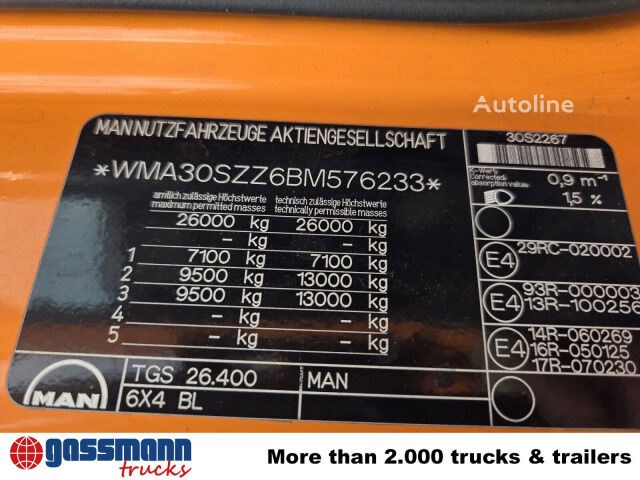 Autoline
MAN NUTZFAHRZEUGE AKTIENGESELLSCHAFT
30S2267
*WMA30SZZ6BM576233*
K-Wert
Corrected
absorption value: 0,9 m⁻¹
1,5 %
amtlich zulässige Höchstwerte technisch zulässige Höchstwerte
maximum permitted masses technically permissible masses
26000 kg 26000 kg
- kg - kg
1 7100 kg 7100 kg
2 9500 kg 13000 kg
3 9500 kg 13000 kg
4 - kg - kg
5 - kg - kg
E4 29RC-020002
E4 93R-000003
13R-100256
E4 14R-060269
16R-050125
17R-070230
MAN
TGS 26.400 MAN
6X4 BL
gassmann
trucks
More than 2.000 trucks & trailers